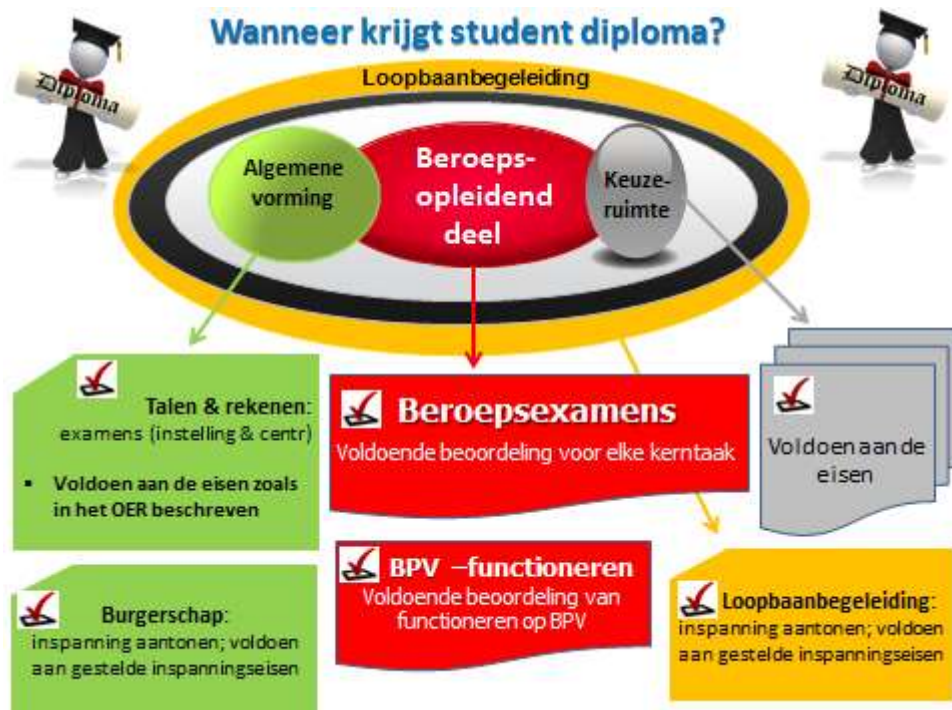 Wanneer krijgt student diploma?
Diploma
Diploma
Loopbaanbegeleiding
Algemene
vorming
Beroeps-
opleidend
deel
Keuze-
ruimte
Talen & rekenen:
examens (instelling & centr)
▪ Voldoen aan de eisen zoals
in het OER beschreven
Beroepsexamens
Voldoende beoordeling voor elke kerntaak
Voldoen aan de
eisen
Burgerschap:
inspanning aantonen; voldoen
aan gestelde inspanningseisen
BPV –functioneren
Voldoende beoordeling van
functioneren op BPV
Loopbaanbegeleiding:
inspanning aantonen; voldoen
aan gestelde inspanningseisen